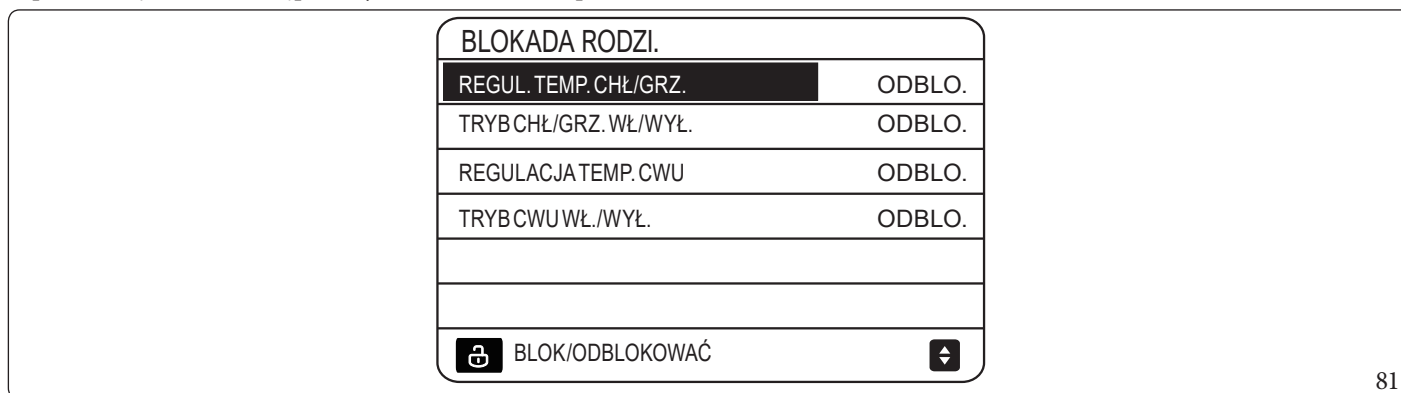 BLOKADA RODZI.
REGUL. TEMP. CHŁ/GRZ. ODBLO.
TRYB CHŁ/GRZ. WŁ/WYŁ. ODBLO.
REGULACJA TEMP. CWU ODBLO.
TRYB CWU WŁ./WYŁ. ODBLO.
BLOK/ODBLOKOWAĆ
81